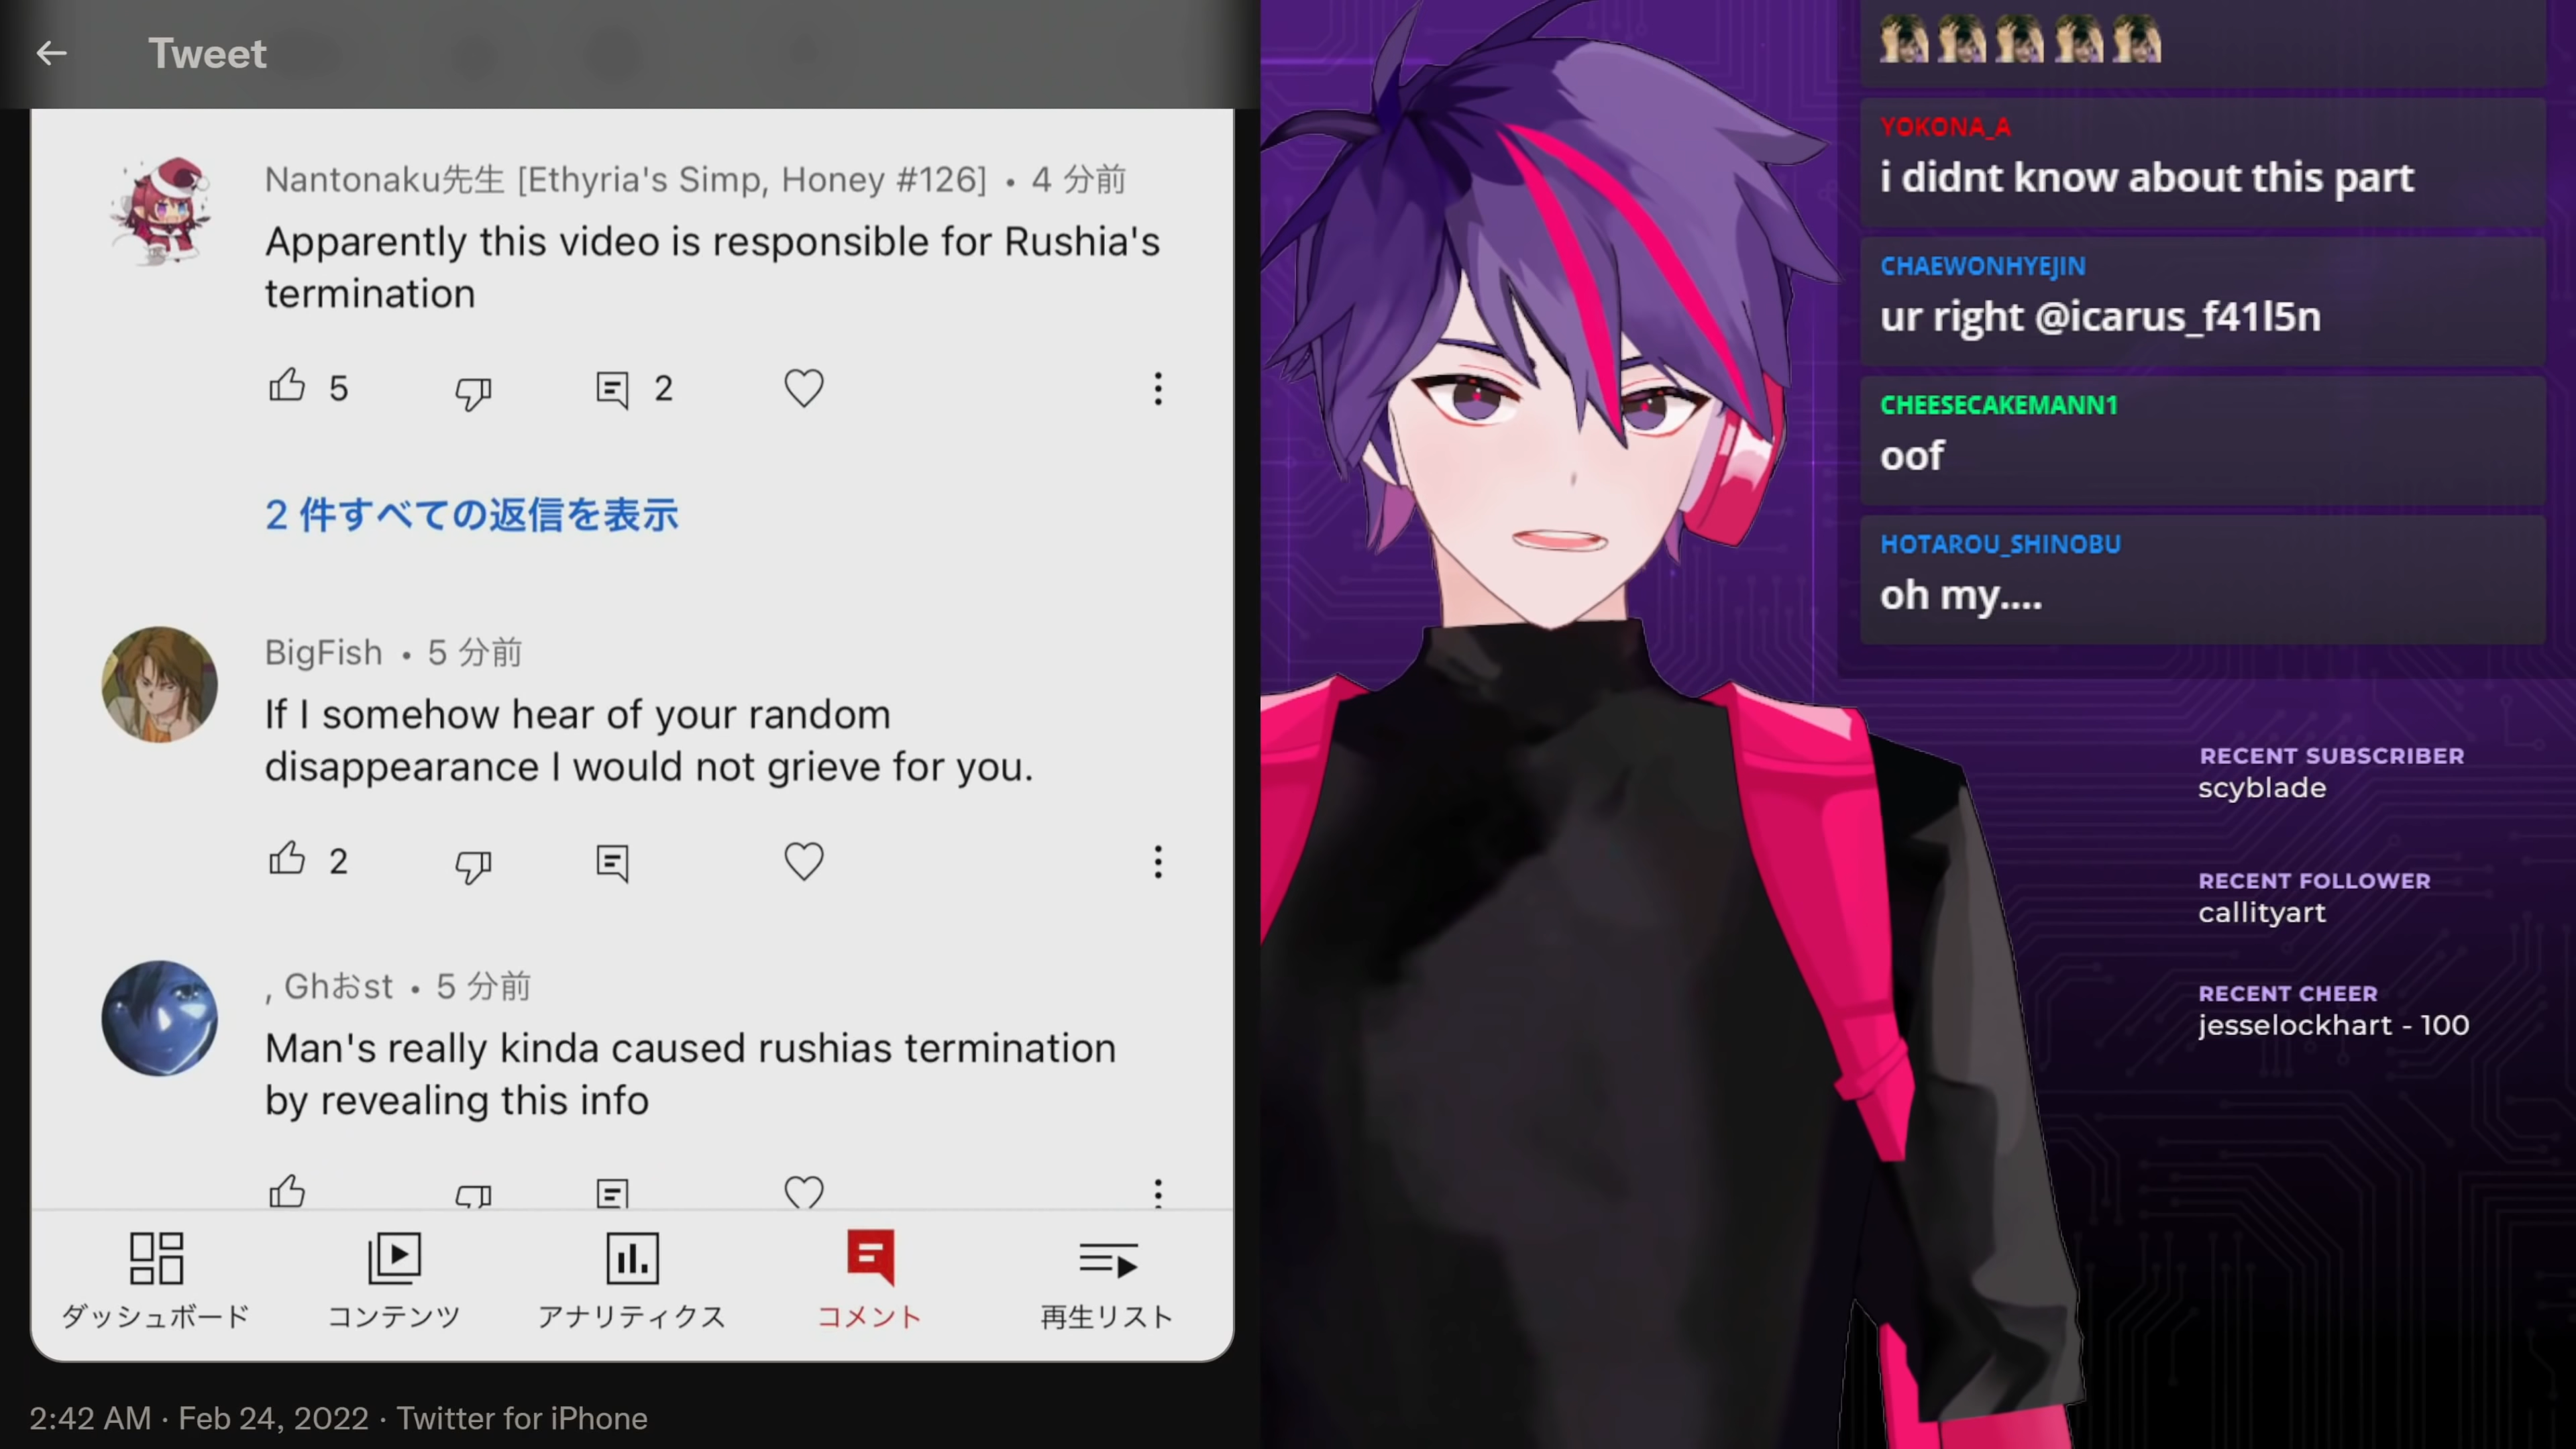 Tweet
Nantonaku先生 [Ethyria's Simp, Honey #126] • 4 分前
Apparently this video is responsible for Rushia's
termination
5
2
2 件すべての返信を表示
BigFish • 5 分前
If I somehow hear of your random
disappearance I would not grieve for you.
2
, Ghおst • 5 分前
Man's really kinda caused rushias termination
by revealing this info
ダッシュボード
コンテンツ
アナリティクス
コメント
再生リスト
2:42 AM · Feb 24, 2022 · Twitter for iPhone
YOKONA_A
i didnt know about this part
CHAEWONHYEJIN
ur right @icarus_f41l5n
CHEESECAKEMANN1
oof
HOTAROU_SHINOBU
oh my....
RECENT SUBSCRIBER
scyblade
RECENT FOLLOWER
callityart
RECENT CHEER
jesselockhart - 100